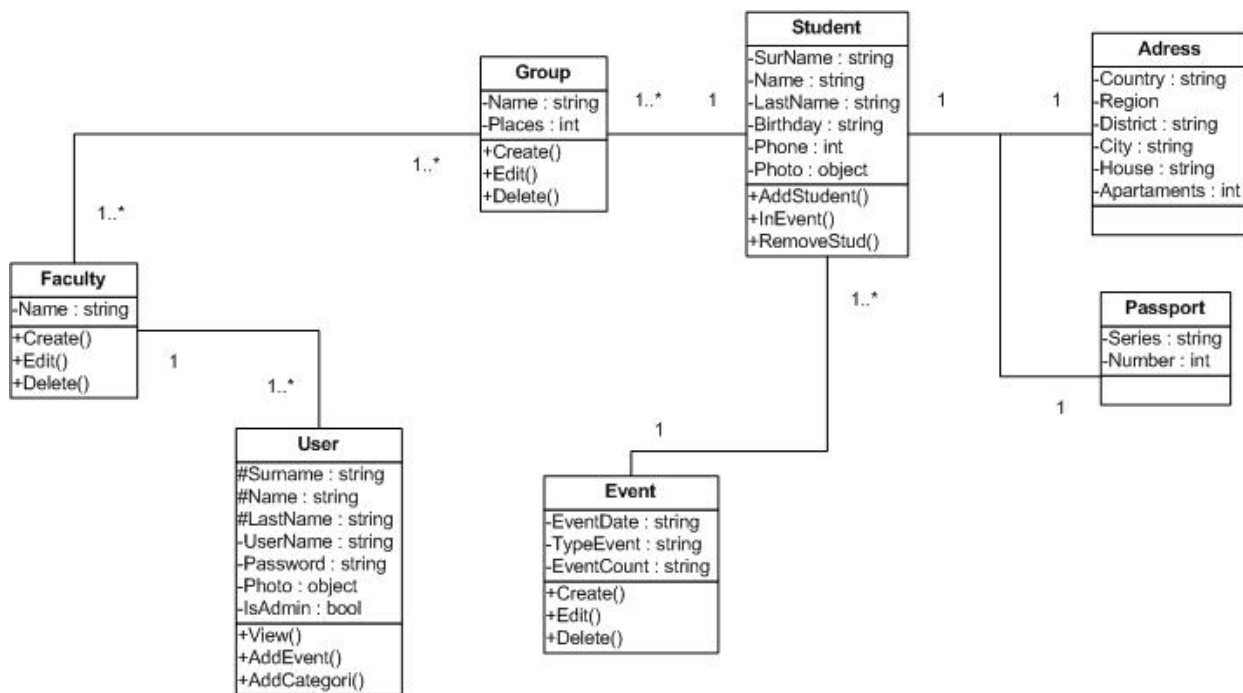 Student
-SurName : string
-Name : string
-LastName : string
-Birthday : string
-Phone : int
-Photo : object
+AddStudent()
+InEvent()
+RemoveStud()
Group
-Name : string
-Places : int
+Create()
+Edit()
+Delete()
Adress
-Country : string
-Region
-District : string
-City : string
-House : string
-Apartaments : int
1..*
1
1
1
1..*
1..*
Faculty
-Name : string
+Create()
+Edit()
+Delete()
1
1..*
1..*
Passport
-Series : string
-Number : int
1
User
#Surname : string
#Name : string
#LastName : string
-UserName : string
-Password : string
-Photo : object
-IsAdmin : bool
+View()
+AddEvent()
+AddCategori()
1
Event
-EventDate : string
-TypeEvent : string
-EventCount : string
+Create()
+Edit()
+Delete()